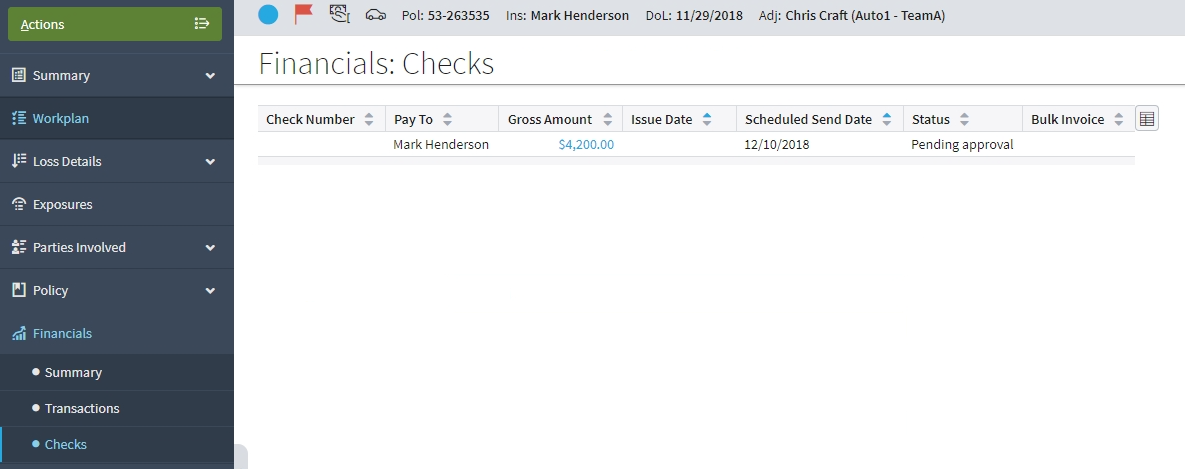 Actions
Pol: 53-263535 Ins: Mark Henderson DoL: 11/29/2018 Adj: Chris Craft (Auto1 - TeamA)
Summary
Workplan
Loss Details
Exposures
Parties Involved
Policy
Financials
Summary
Transactions
Checks
Financials: Checks
Check Number Pay To Gross Amount Issue Date Scheduled Send Date Status Bulk Invoice
Mark Henderson $4,200.00 12/10/2018 Pending approval